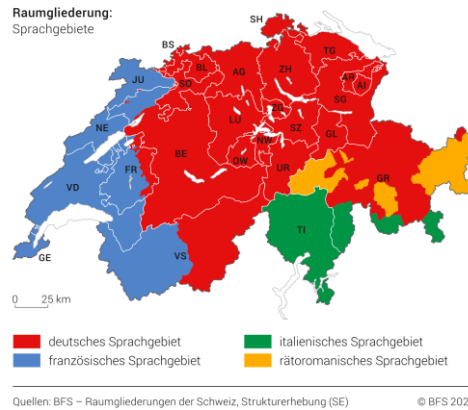 Raumgliederung:
Sprachgebiete
SH
BS
TG
BL
JU
AG
ZH
SO
AR
AI
ZG
SG
LU
NE
SZ
NW
GL
BE
OW
FR
UR
GR
VD
TI
VS
GE
0 25 km
deutsches Sprachgebiet
italienisches Sprachgebiet
französisches Sprachgebiet
rätoromanisches Sprachgebiet
Quellen: BFS – Raumgliederungen der Schweiz, Strukturerhebung (SE)
© BFS 202